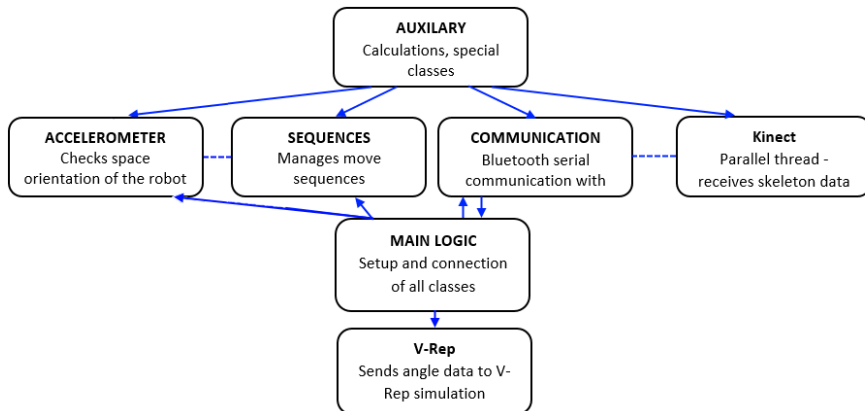 AUXILARY
Calculations, special
classes
ACCELEROMETER
Checks space
orientation of the robot
SEQUENCES
Manages move
sequences
COMMUNICATION
Bluetooth serial
communication with
Kinect
Parallel thread -
receives skeleton data
MAIN LOGIC
Setup and connection
of all classes
V-Rep
Sends angle data to V-
Rep simulation